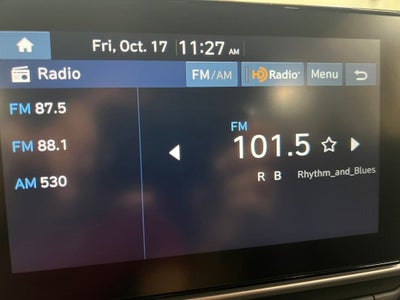 Fri, Oct. 17 11:27 AM
Radio FM/AM HD Radio Menu
FM 87.5
FM 88.1
AM 530
FM
101.5
R B Rhythm_and_Blues